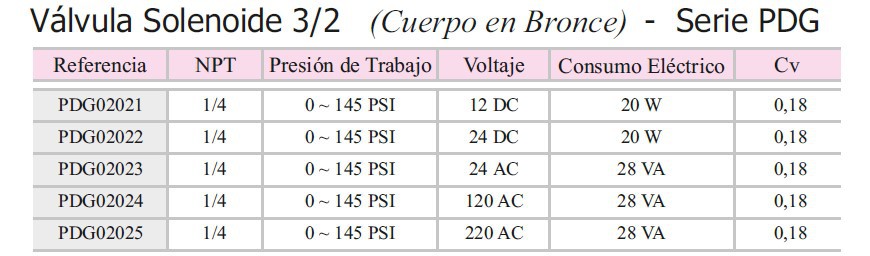 Válvula Solenoide 3/2 (Cuerpo en Bronce) - Serie PDG
Referencia NPT Presión de Trabajo Voltaje Consumo Eléctrico Cv
PDG02021 1/4 0 ~ 145 PSI 12 DC 20 W 0,18
PDG02022 1/4 0 ~ 145 PSI 24 DC 20 W 0,18
PDG02023 1/4 0 ~ 145 PSI 24 AC 28 VA 0,18
PDG02024 1/4 0 ~ 145 PSI 120 AC 28 VA 0,18
PDG02025 1/4 0 ~ 145 PSI 220 AC 28 VA 0,18